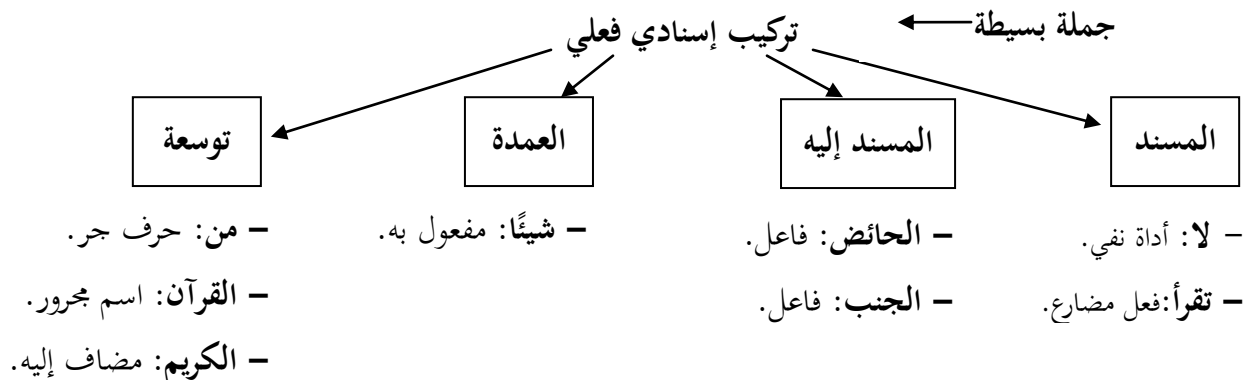 جملة بسيطة
تركيب إسنادي فعلي
المسند
المسند إليه
العمدة
توسعة
– لا: أداة نفي.
– الحائض: فاعل.
– شيئًا: مفعول به.
– من: حرف جر.
– تقرأ:فعل مضارع.
– الجنب: فاعل.
– القرآن: اسم مجرور.
– الكريم: مضاف إليه.